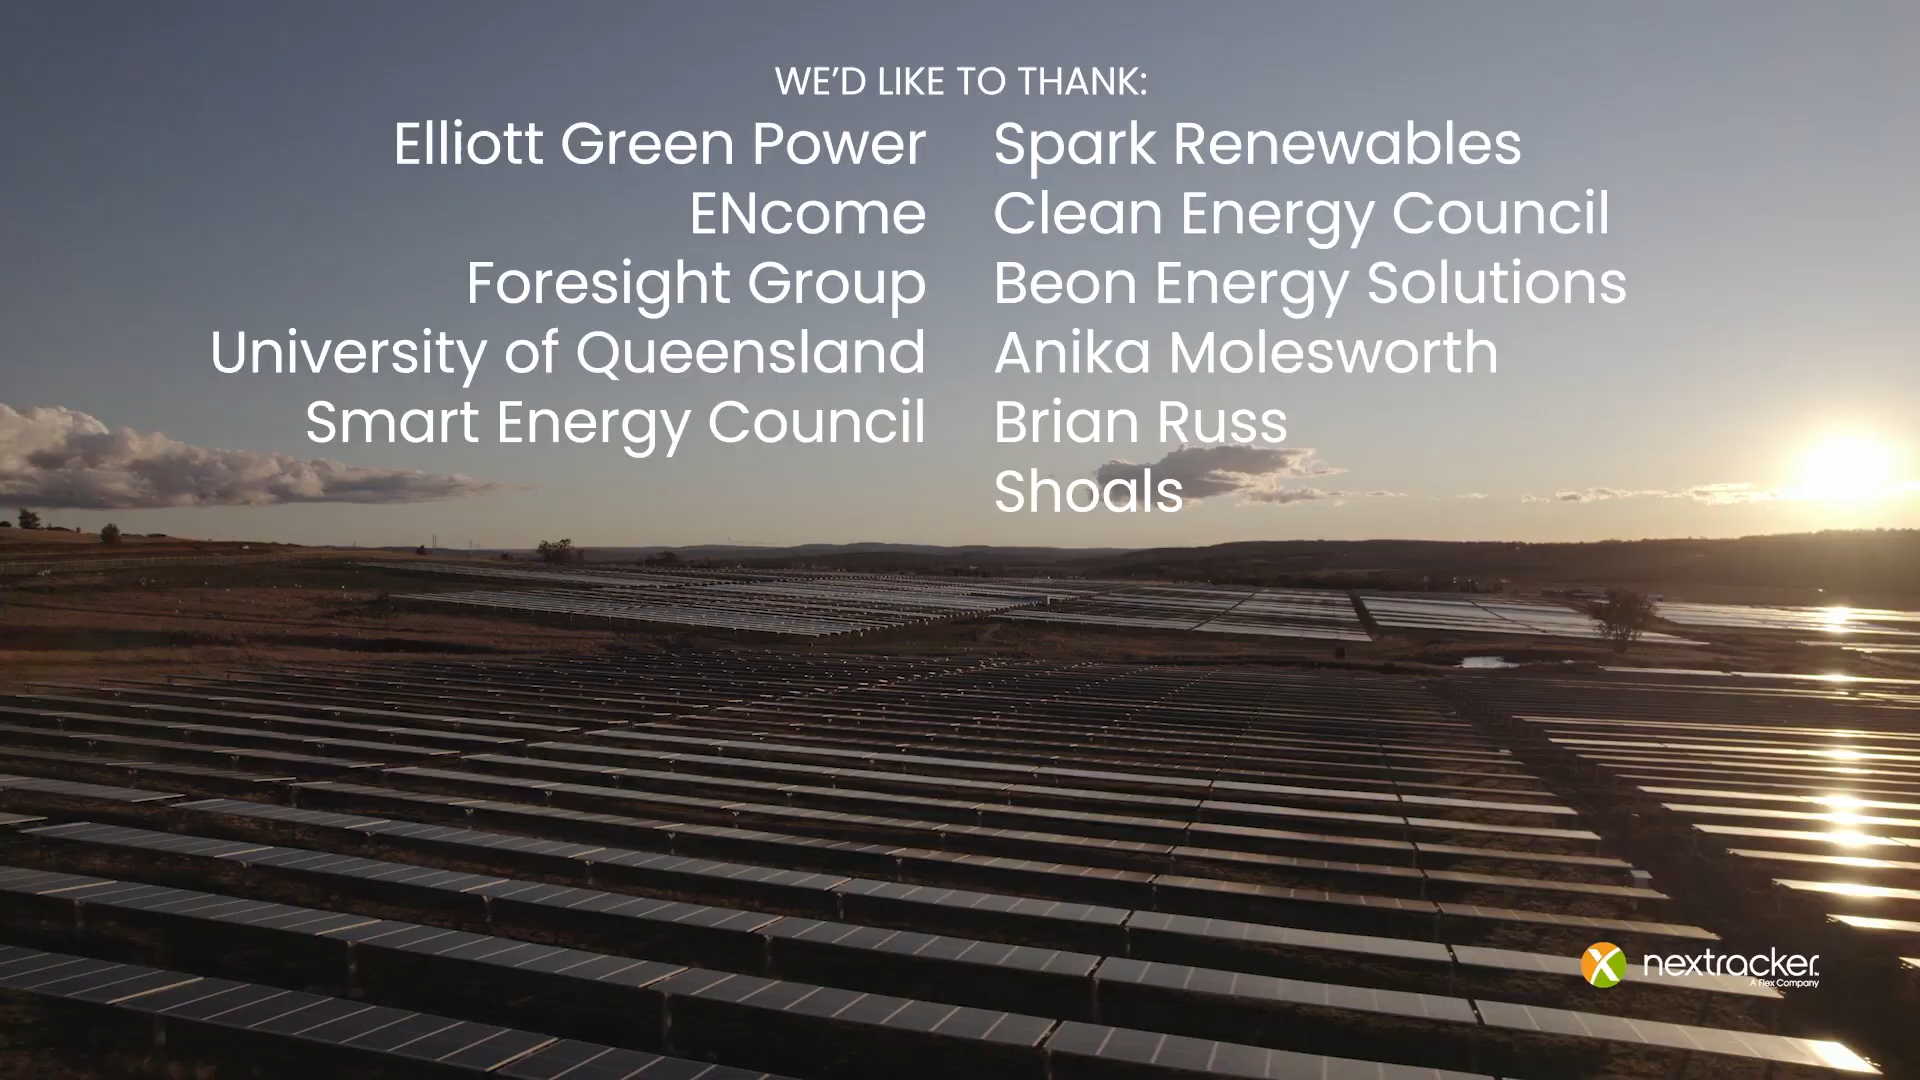 WE'D LIKE TO THANK:
Elliott Green Power
ENcome
Foresight Group
University of Queensland
Smart Energy Council
Spark Renewables
Clean Energy Council
Beon Energy Solutions
Anika Molesworth
Brian Russ
Shoals
nextracker.
A Flex Company